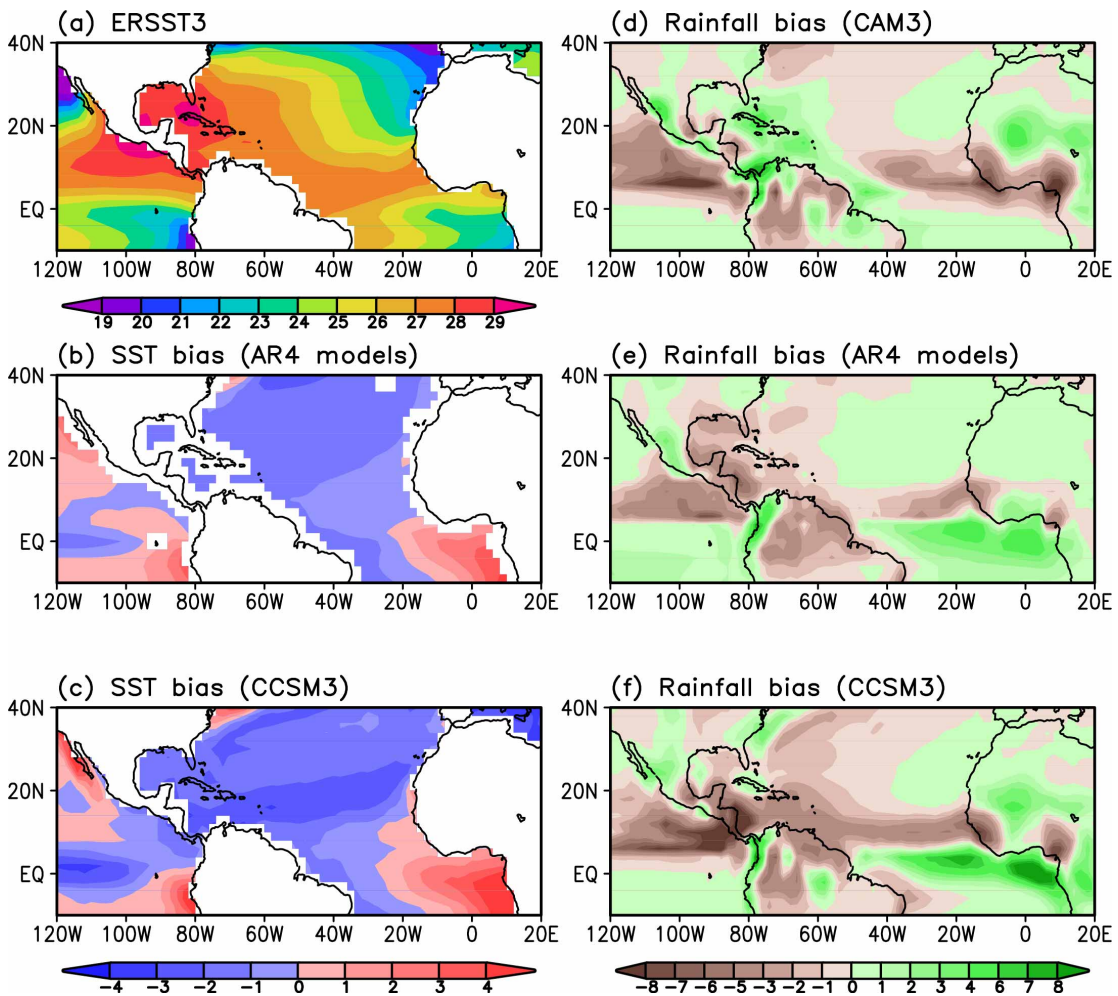 (a) ERSST3
40N
20N
EQ
120W 100W 80W 60W 40W 20W 0 20E
19 20 21 22 23 24 25 26 27 28 29
(d) Rainfall bias (CAM3)
40N
20N
EQ
120W 100W 80W 60W 40W 20W 0 20E
(b) SST bias (AR4 models)
40N
20N
EQ
120W 100W 80W 60W 40W 20W 0 20E
(e) Rainfall bias (AR4 models)
40N
20N
EQ
120W 100W 80W 60W 40W 20W 0 20E
(c) SST bias (CCSM3)
40N
20N
EQ
120W 100W 80W 60W 40W 20W 0 20E
-4 -3 -2 -1 0 1 2 3 4
(f) Rainfall bias (CCSM3)
40N
20N
EQ
120W 100W 80W 60W 40W 20W 0 20E
-8 -7 -6 -5 -3 -2 -1 0 1 2 3 4 6 7 8